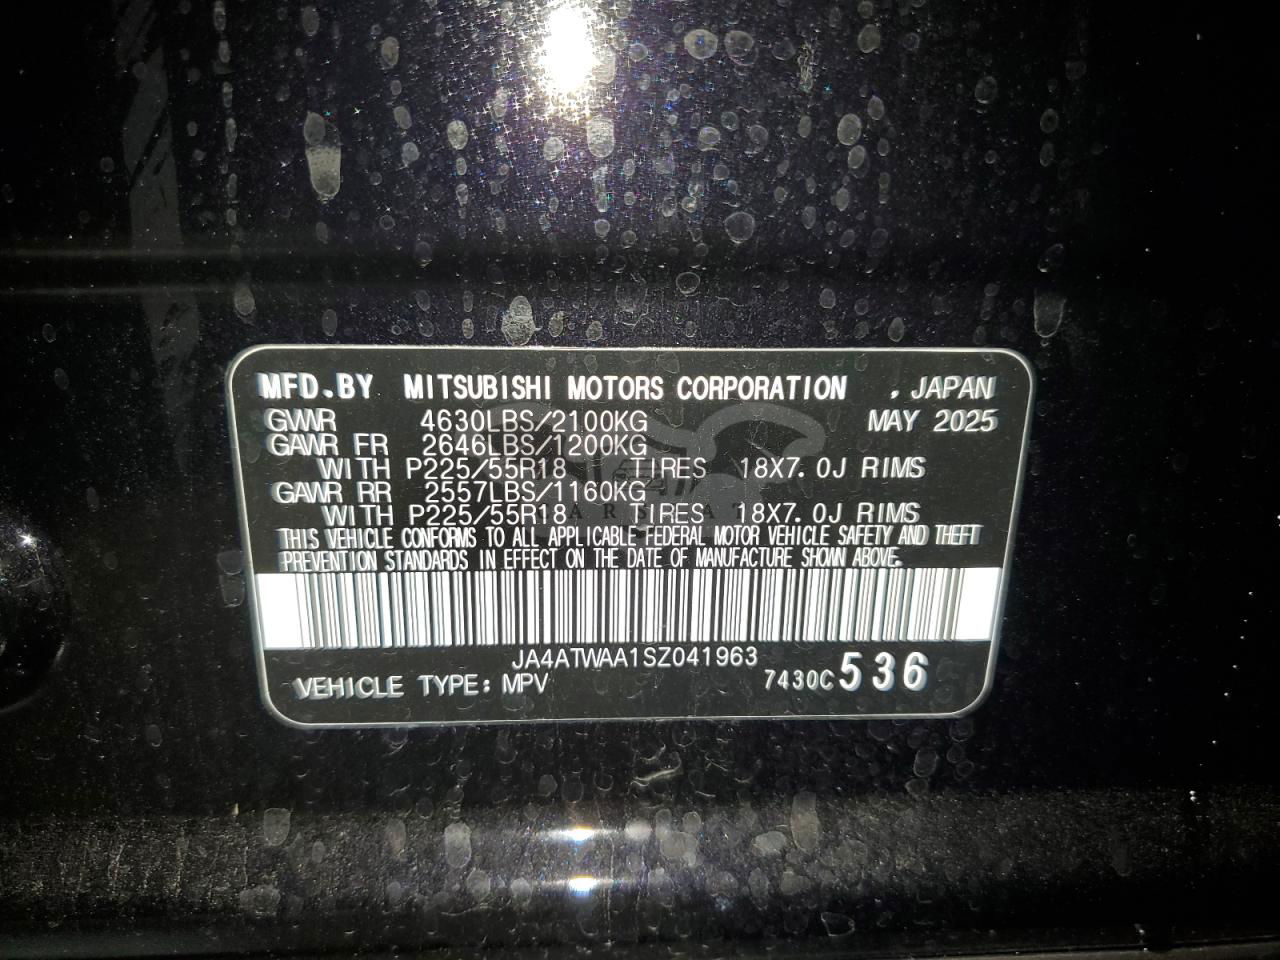 MFD.BY MITSUBISHI MOTORS CORPORATION , JAPAN
GVWR 4630LBS/2100KG MAY 2025
GAWR FR 2646LBS/1200KG
WITH P225/55R18 TIRES 18X7.0J RIMS
GAWR RR 2557LBS/1160KG
WITH P225/55R18 TIRES 18X7.0J RIMS
THIS VEHICLE CONFORMS TO ALL APPLICABLE FEDERAL MOTOR VEHICLE SAFETY AND THEFT
PREVENTION STANDARDS IN EFFECT ON THE DATE OF MANUFACTURE SHOWN ABOVE.
JA4ATWAA1SZ041963
VEHICLE TYPE: MPV 7430C 536